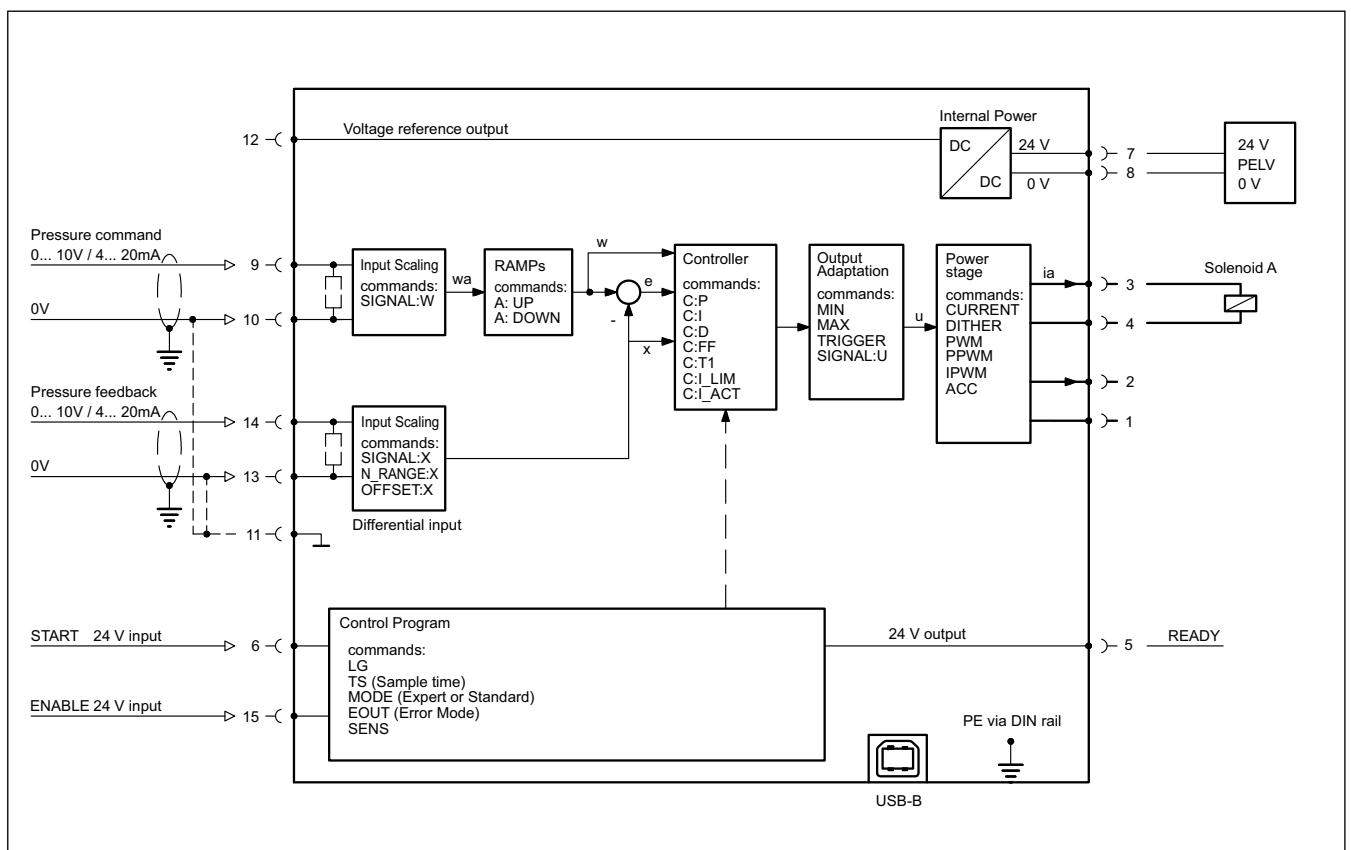 Internal Power
12
Voltage reference output
DC
DC
24 V
0 V
7
8
24 V
PELV
0 V
Pressure command
0... 10V / 4... 20mA
9
0V
10
Input Scaling
commands:
SIGNAL:W
wa
RAMPs
commands:
A: UP
A: DOWN
w
e
-
x
Controller
commands:
C:P
C:I
C:D
C:FF
C:T1
C:I_LIM
C:I_ACT
Output
Adaptation
commands:
MIN
MAX
TRIGGER
SIGNAL:U
u
Power
stage
commands:
CURRENT
DITHER
PWM
PPWM
IPWM
ACC
ia
3
4
2
1
Solenoid A
Pressure feedback
0... 10V / 4... 20mA
14
0V
13
11
Input Scaling
commands:
SIGNAL:X
N_RANGE:X
OFFSET:X
Differential input
START 24 V input
6
ENABLE 24 V input
15
Control Program
commands:
LG
TS (Sample time)
MODE (Expert or Standard)
EOUT (Error Mode)
SENS
24 V output
5
READY
PE via DIN rail
USB-B